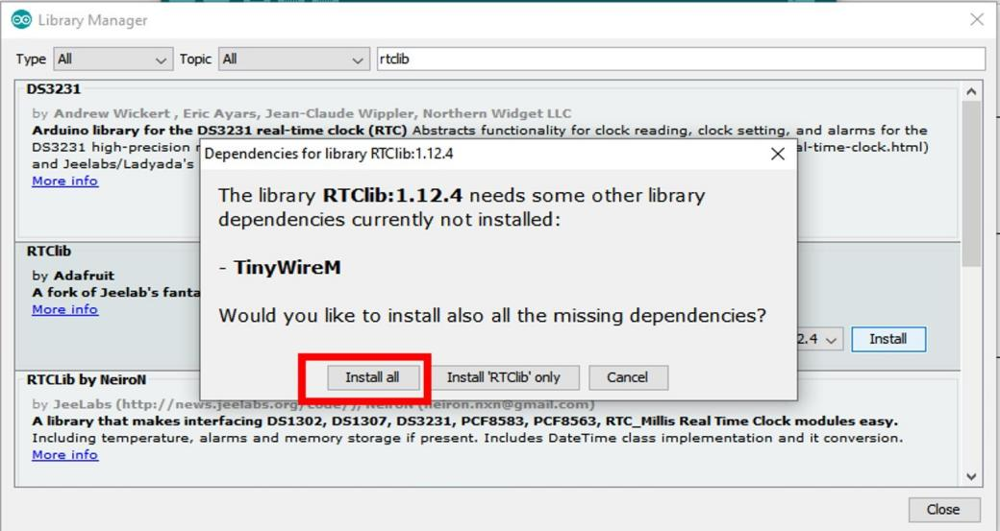 Library Manager
Type All Topic All rtclib
DS3231
by Andrew Wickert , Eric Ayars, Jean-Claude Wippler, Northern Widget LLC
Arduino library for the DS3231 real-time clock (RTC) Abstracts functionality for clock reading, clock setting, and alarms for the
DS3231 high-precision
al-time-clock.html)
and Jeelabs/Ladyada's
More info
Dependencies for library RTClib:1.12.4
The library RTClib:1.12.4 needs some other library
dependencies currently not installed:
- TinyWireM
Would you like to install also all the missing dependencies?
Install all Install 'RTClib' only Cancel
RTClib
by Adafruit
A fork of Jeelab's fanta
More info
2.4 Install
RTCLib by NeiroN
by JeeLabs (http://news.jeelabs.org/code/), NeiroN (neiron.nxn@gmail.com)
A library that makes interfacing DS1302, DS1307, DS3231, PCF8583, PCF8563, RTC_Millis Real Time Clock modules easy.
Including temperature, alarms and memory storage if present. Includes DateTime class implementation and it conversion.
More info
Close